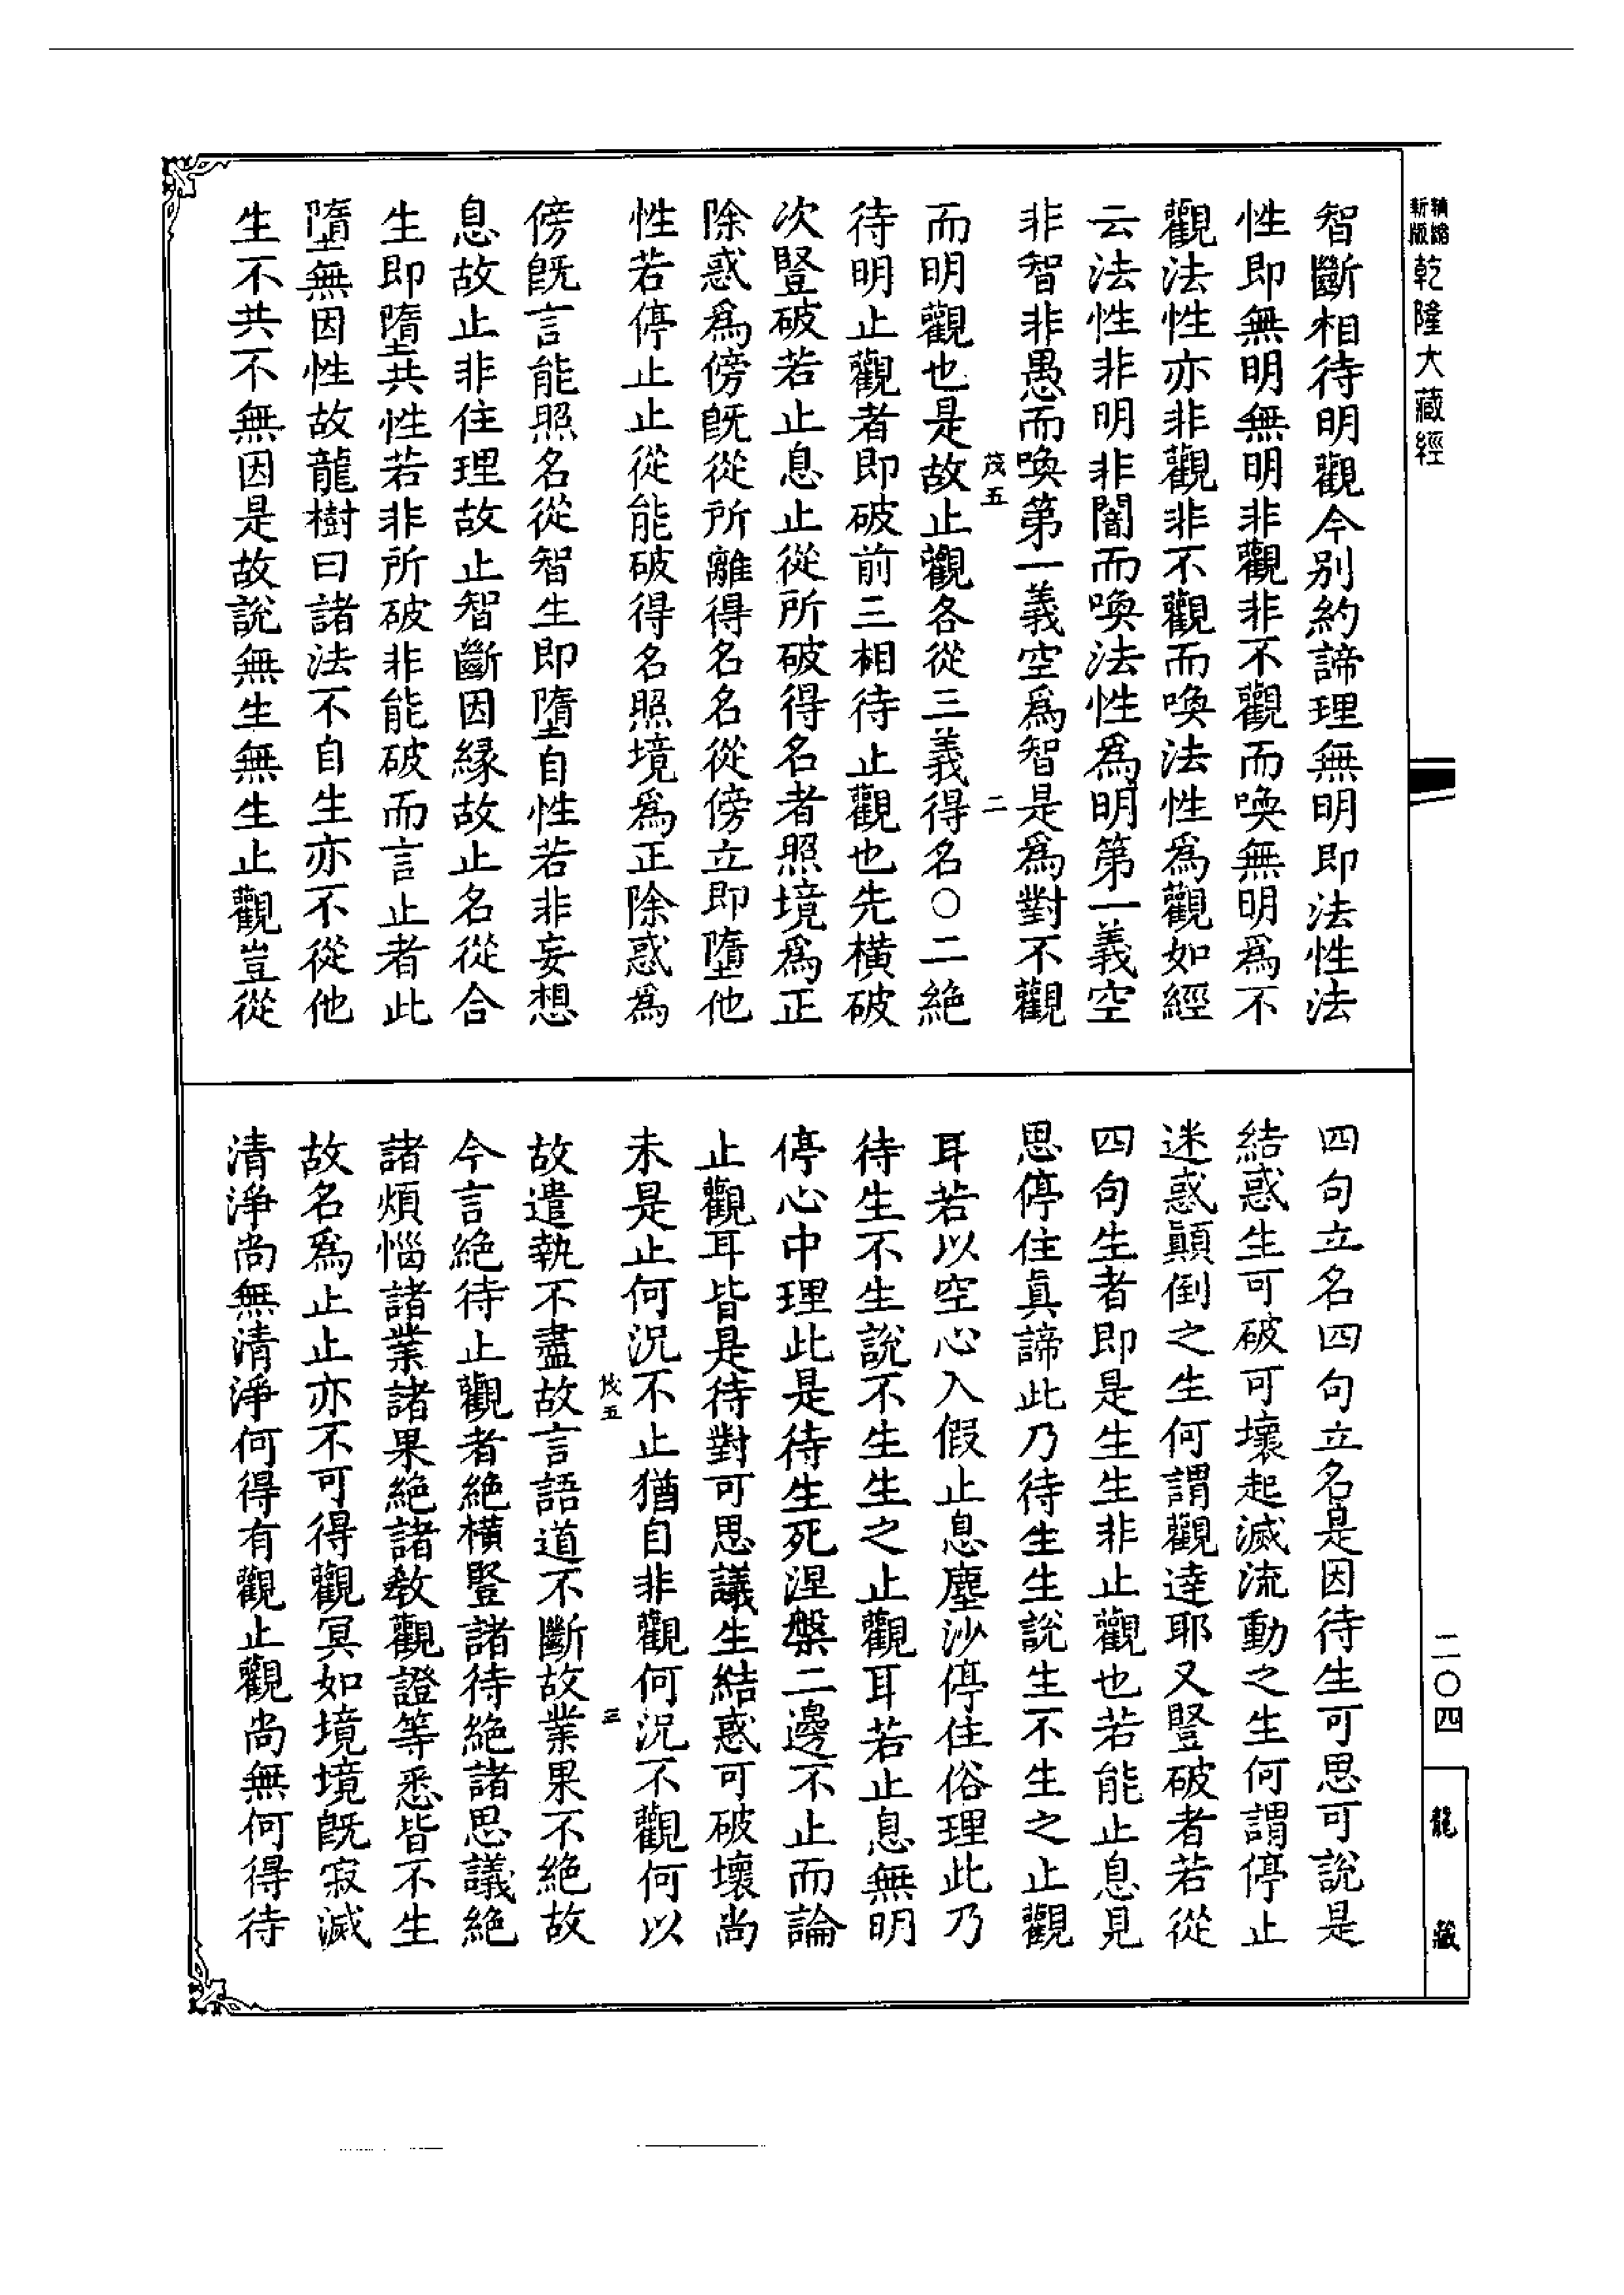 精縮
新版
乾隆大藏經
智斷相待明觀今別約諦理無明即法性法
性即無明無明非觀非不觀而喚無明爲不
觀法性亦非觀非不觀而喚法性爲觀如經
云法性非明非闇而喚法性爲明第一義空
非智非愚而喚第一義空爲智是爲對不觀
茂五
二
而明觀也是故止觀各從三義得名○二絶
待明止觀者即破前三相待止觀也先橫破
次豎破若止息止從所破得名者照境爲正
除惑爲傍旣從所離得名名從傍立即墮他
性若停止止從能破得名照境爲正除惑爲
傍旣言能照名從智生即墮自性若非妄想
息故止非住理故止智斷因緣故止名從合
生即墮共性若非所破非能破而言止者此
墮無因性故龍樹曰諸法不自生亦不從他
生不共不無因是故說無生無生止觀豈從
四句立名四句立名是因待生可思可說是
結惑生可破可壞起滅流動之生何謂停止
迷惑顛倒之生何謂觀達耶又豎破者若從
四句生者即是生生非止觀也若能止息見
思停住眞諦此乃待生生說生不生之止觀
耳若以空心入假止息塵沙停住俗理此乃
待生不生說不生生之止觀耳若止息無明
停心中理此是待生死涅槃二邊不止而論
止觀耳皆是待對可思議生結惑可破壞尚
未是止何況不止猶自非觀何況不觀何以
茂五
三
故遣執不盡故言語道不斷故業果不絶故
今言絶待止觀者絶橫豎諸待絶諸思議絶
諸煩惱諸業諸果絶諸敎觀證等悉皆不生
故名爲止止亦不可得觀冥如境境旣寂滅
清淨尚無清淨何得有觀止觀尚無何得待
二〇四
龍藏